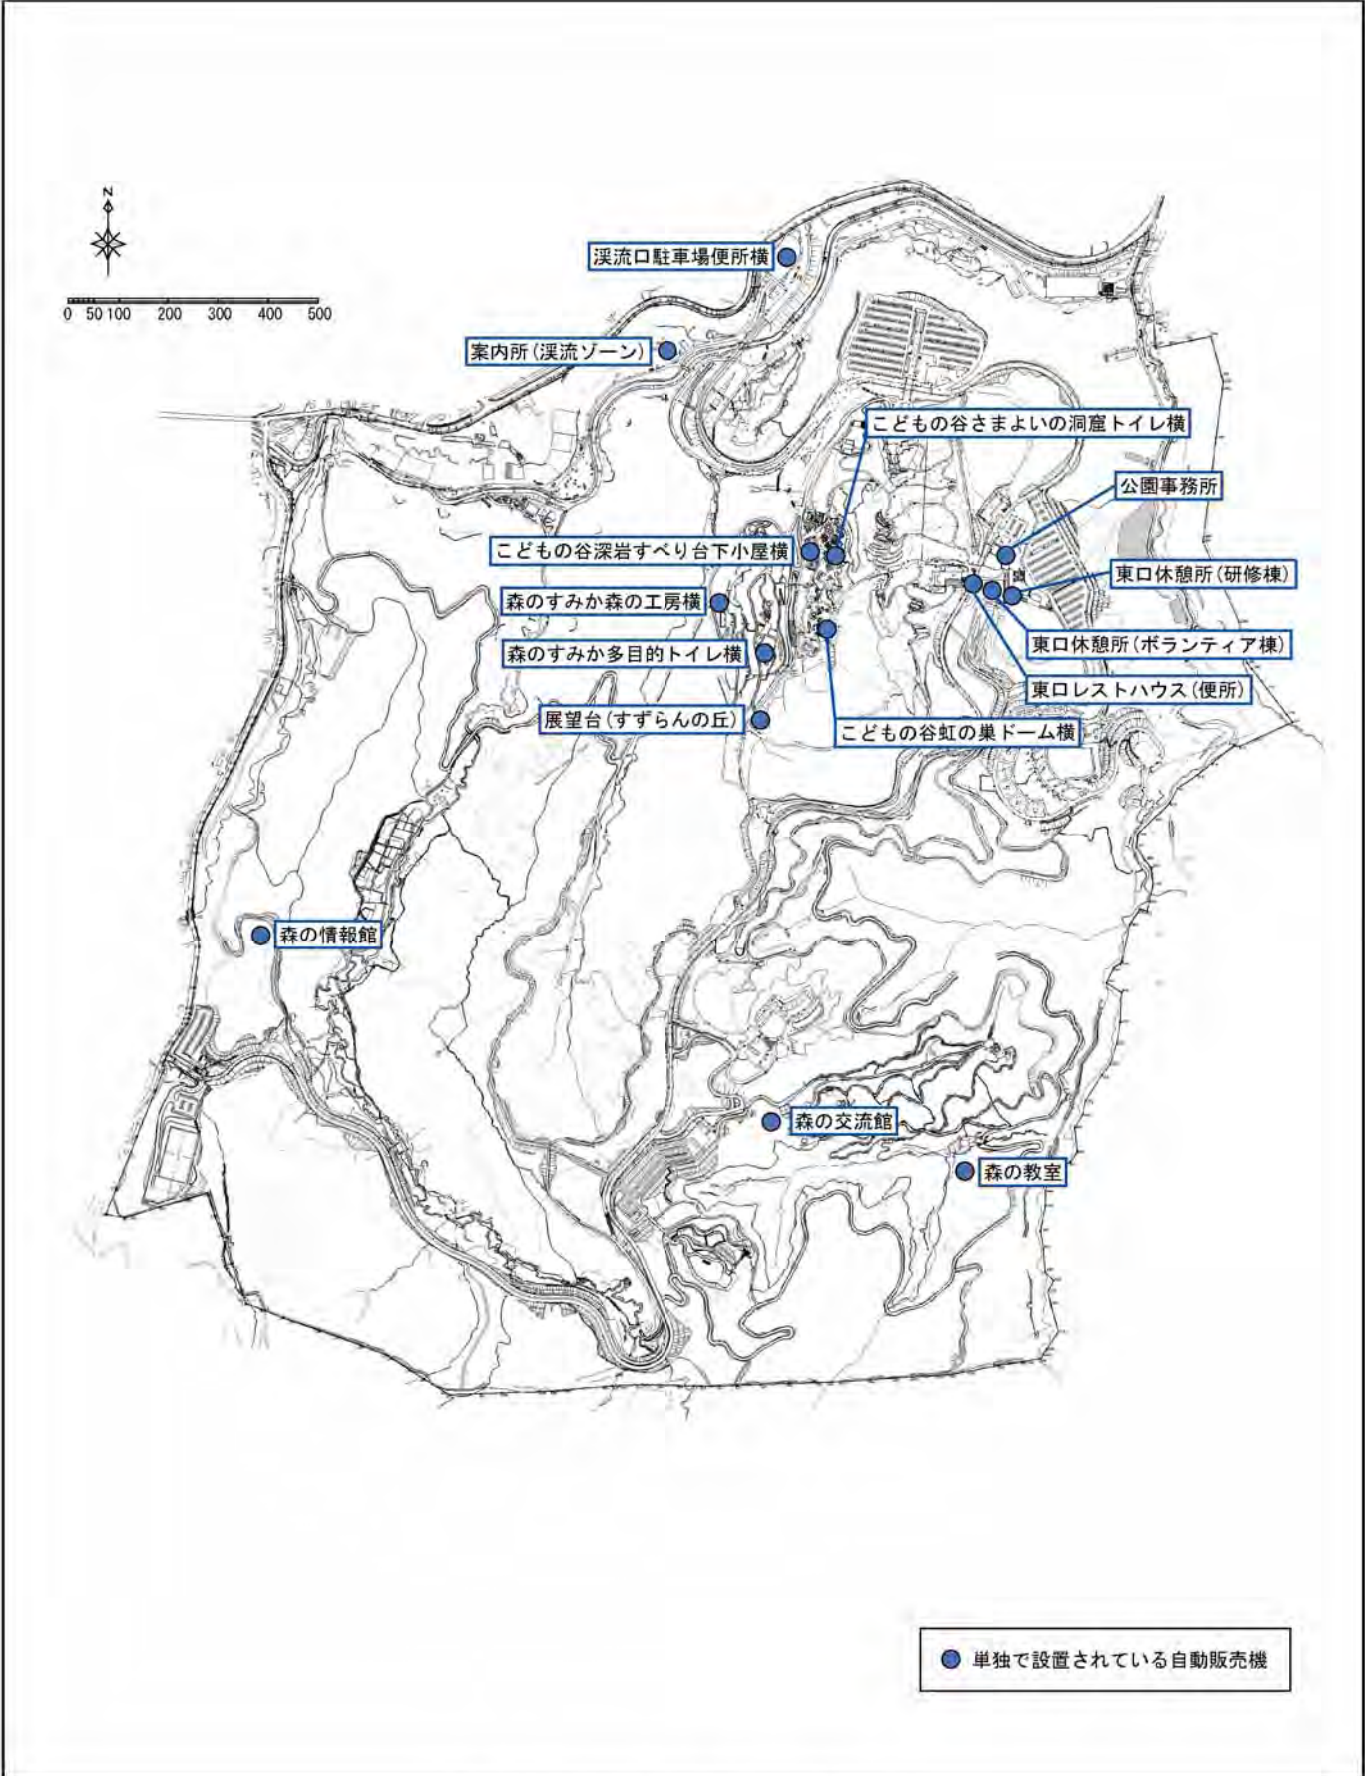 N
0 50 100 200 300 400 500
渓流口駐車場便所横
案内所(渓流ゾーン)
こどもの谷さまよいの洞窟トイレ横
公園事務所
こどもの谷深岩すべり台下小屋横
東口休憩所(研修棟)
森のすみか森の工房横
東口休憩所(ボランティア棟)
森のすみか多目的トイレ横
東口レストハウス(便所)
展望台(すずらんの丘)
こどもの谷虹の巣ドーム横
森の情報館
森の交流館
森の教室
単独で設置されている自動販売機